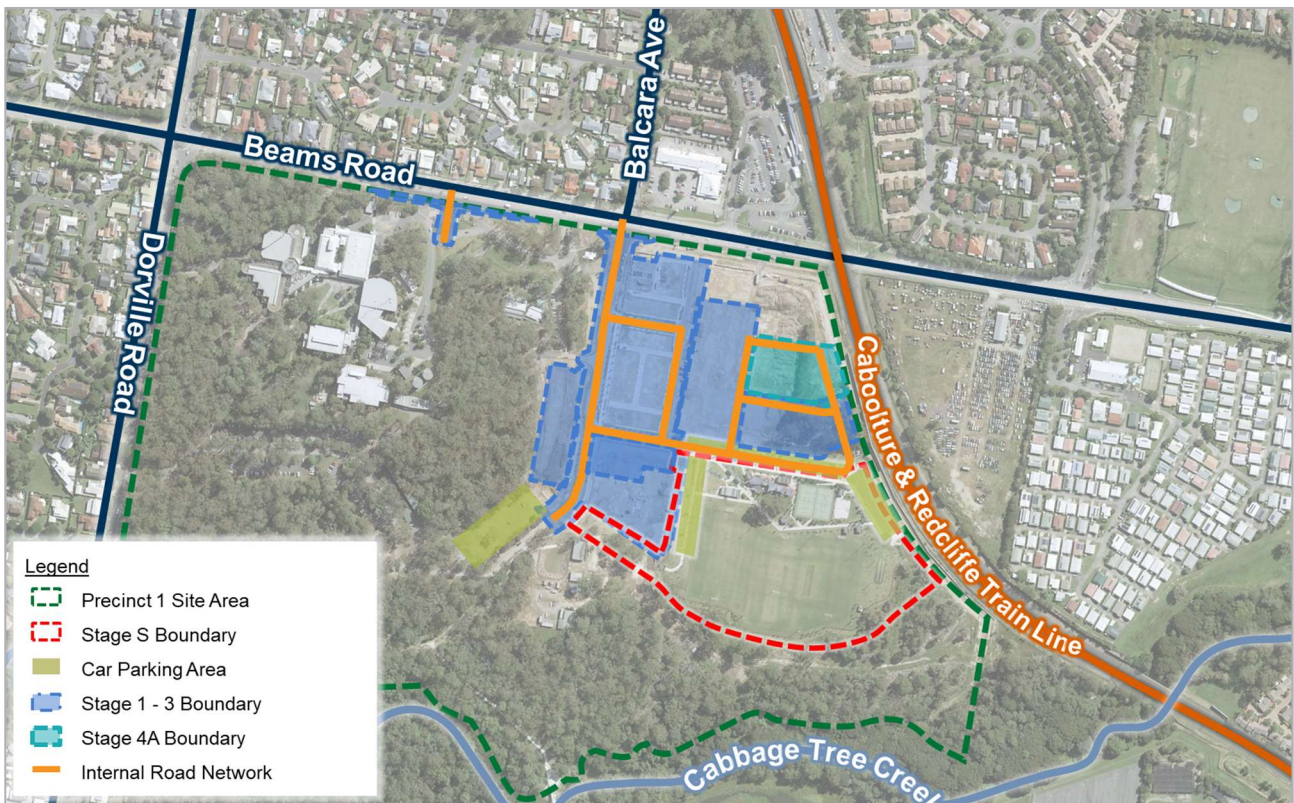 Balcara Ave
Beams Road
Dorville Road
Caboolture & Redcliffe Train Line
Cabbage Tree Creek
Legend
Precinct 1 Site Area
Stage S Boundary
Car Parking Area
Stage 1 - 3 Boundary
Stage 4A Boundary
Internal Road Network